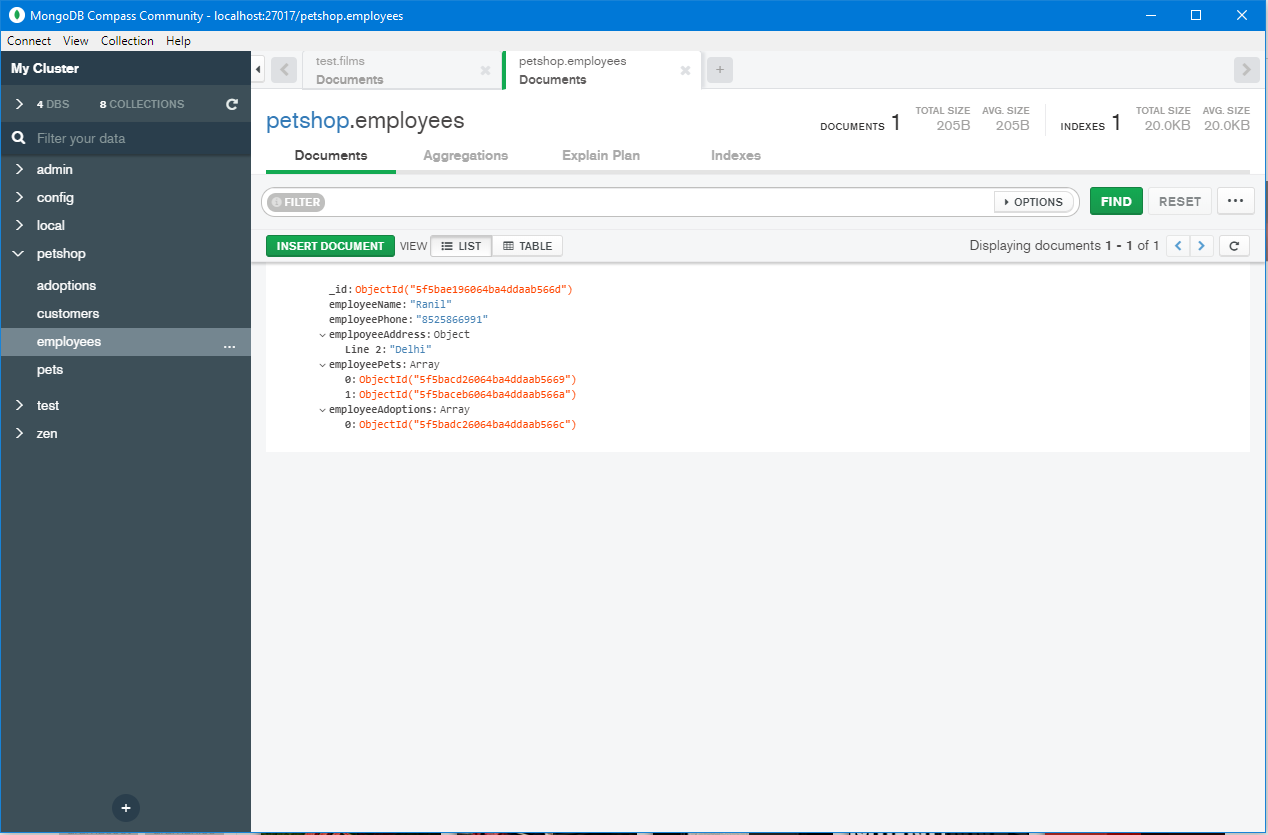 MongoDB Compass Community - localhost:27017/petshop.employees
Connect View Collection Help
My Cluster
4 DBS 8 COLLECTIONS
Filter your data
admin
config
local
petshop
adoptions
customers
employees ...
pets
test
zen
+
test.films
Documents
petshop.employees
Documents
+
petshop.employees
DOCUMENTS 1 TOTAL SIZE 205B AVG. SIZE 205B INDEXES 1 TOTAL SIZE 20.0KB AVG. SIZE 20.0KB
Documents Aggregations Explain Plan Indexes
FILTER OPTIONS FIND RESET ...
INSERT DOCUMENT VIEW LIST TABLE Displaying documents 1 - 1 of 1
_id: ObjectId("5f5bae196064ba4ddaab566d")
employeeName: "Ranil"
employeePhone: "8525866991"
emplpoyeeAddress: Object
Line 2: "Delhi"
employeePets: Array
0: ObjectId("5f5bacd26064ba4ddaab5669")
1: ObjectId("5f5baceb6064ba4ddaab566a")
employeeAdoptions: Array
0: ObjectId("5f5badc26064ba4ddaab566c")